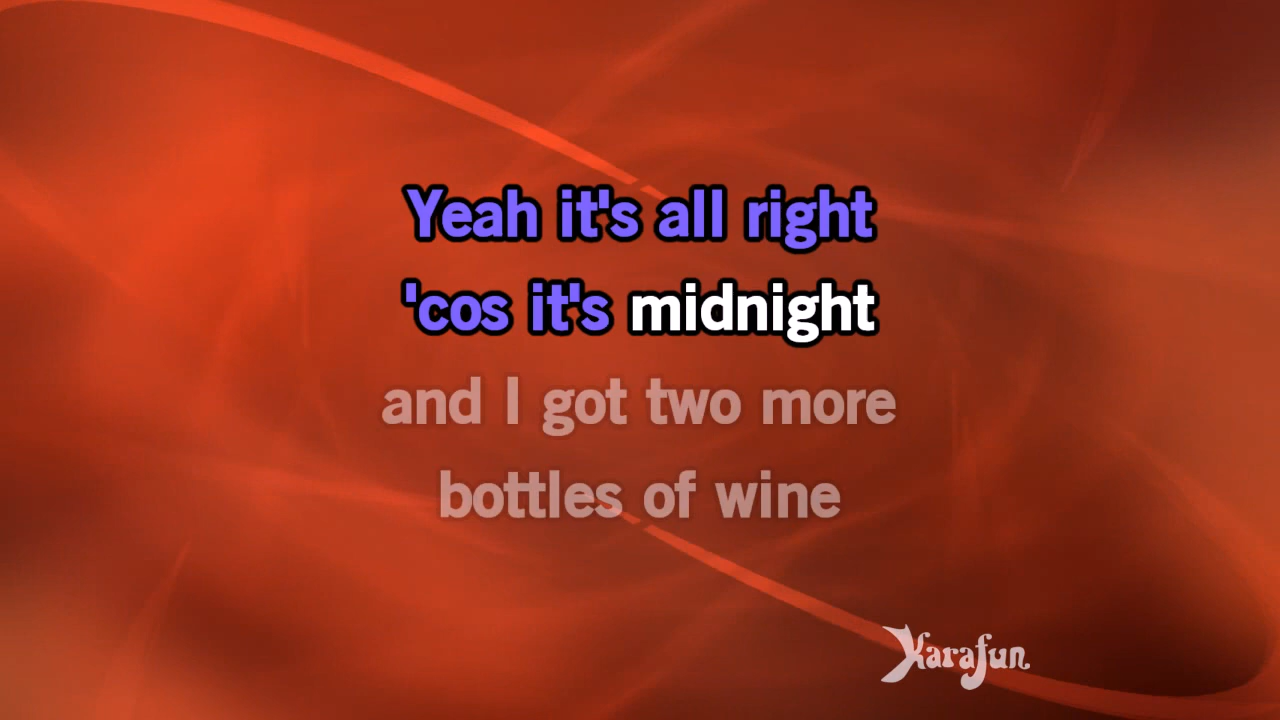 Yeah it's all right
'cos it's midnight
and I got two more
bottles of wine
Karafun